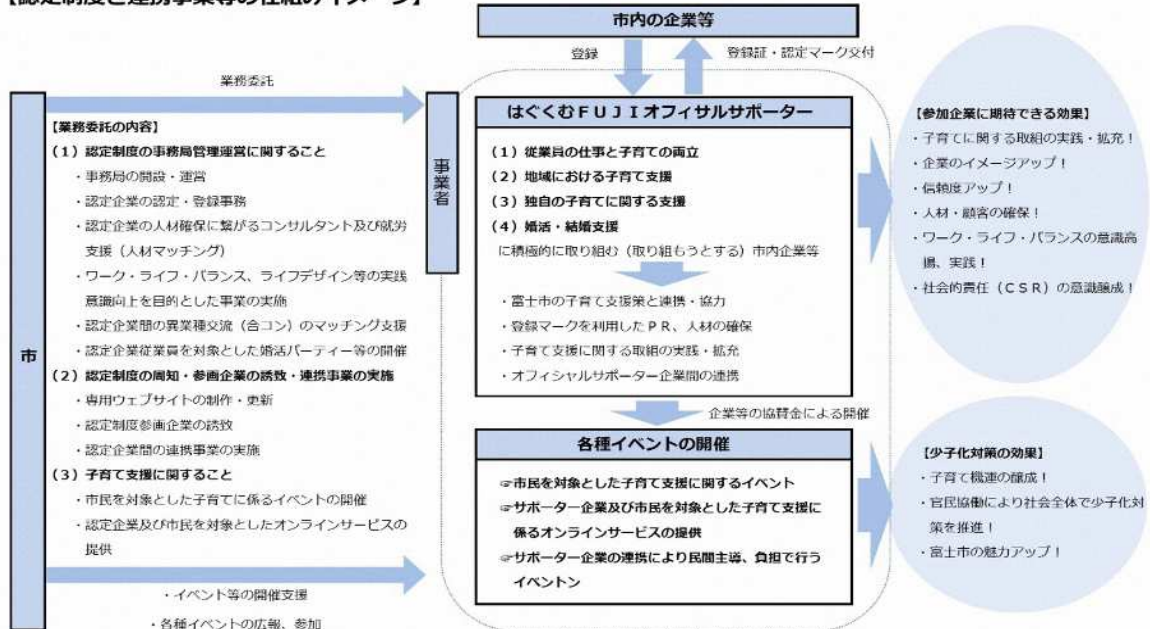 【認定制度と連携事業等の仕組みイメージ】
市内の企業等
登録
登録証・認定マーク交付
業務委託
市
【業務委託の内容】
(1)認定制度の事務局管理運営に関すること
・事務局の開設・運営
・認定企業の認定・登録事務
・認定企業の人材確保に繋がるコンサルタント及び就労
支援(人材マッチング)
・ワーク・ライフ・バランス、ライフデザイン等の実践
意識向上を目的とした事業の実施
・認定企業間の異業種交流(合コン)のマッチング支援
・認定企業従業員を対象とした婚活パーティー等の開催
(2)認定制度の周知・参画企業の誘致・連携事業の実施
・専用ウェブサイトの制作・更新
・認定制度参画企業の誘致
・認定企業間の連携事業の実施
(3)子育て支援に関すること
・市民を対象とした子育てに係るイベントの開催
・認定企業及び市民を対象としたオンラインサービスの
提供
・イベント等の開催支援
・各種イベントの広報、参加
事業者
はぐくむFUJIオフィサルサポーター
(1)従業員の仕事と子育ての両立
(2)地域における子育て支援
(3)独自の子育てに関する支援
(4)婚活・結婚支援
に積極的に取り組む(取り組もうとする)市内企業等
・富士市の子育て支援策と連携・協力
・登録マークを利用したPR、人材の確保
・子育て支援に関する取組の実践・拡充
・オフィシャルサポーター企業間の連携
企業等の協賛金による開催
各種イベントの開催
☞市民を対象とした子育て支援に関するイベント
☞サポーター企業及び市民を対象とした子育て支援に
係るオンラインサービスの提供
☞サポーター企業の連携により民間主導、負担で行う
イベントン
【参加企業に期待できる効果】
・子育てに関する取組の実践・拡充!
・企業のイメージアップ!
・信頼度アップ!
・人材・顧客の確保!
・ワーク・ライフ・バランスの意識高
揚、実践!
・社会的責任(CSR)の意識醸成!
【少子化対策の効果】
・子育て機運の醸成!
・官民協働により社会全体で少子化対
策を推進!
・富士市の魅力アップ!